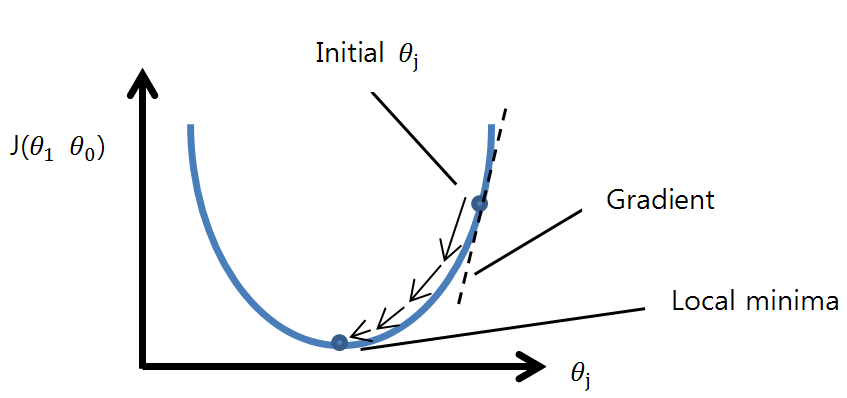 Initial θj
J(θ1 θ0)
Gradient
Local minima
θj